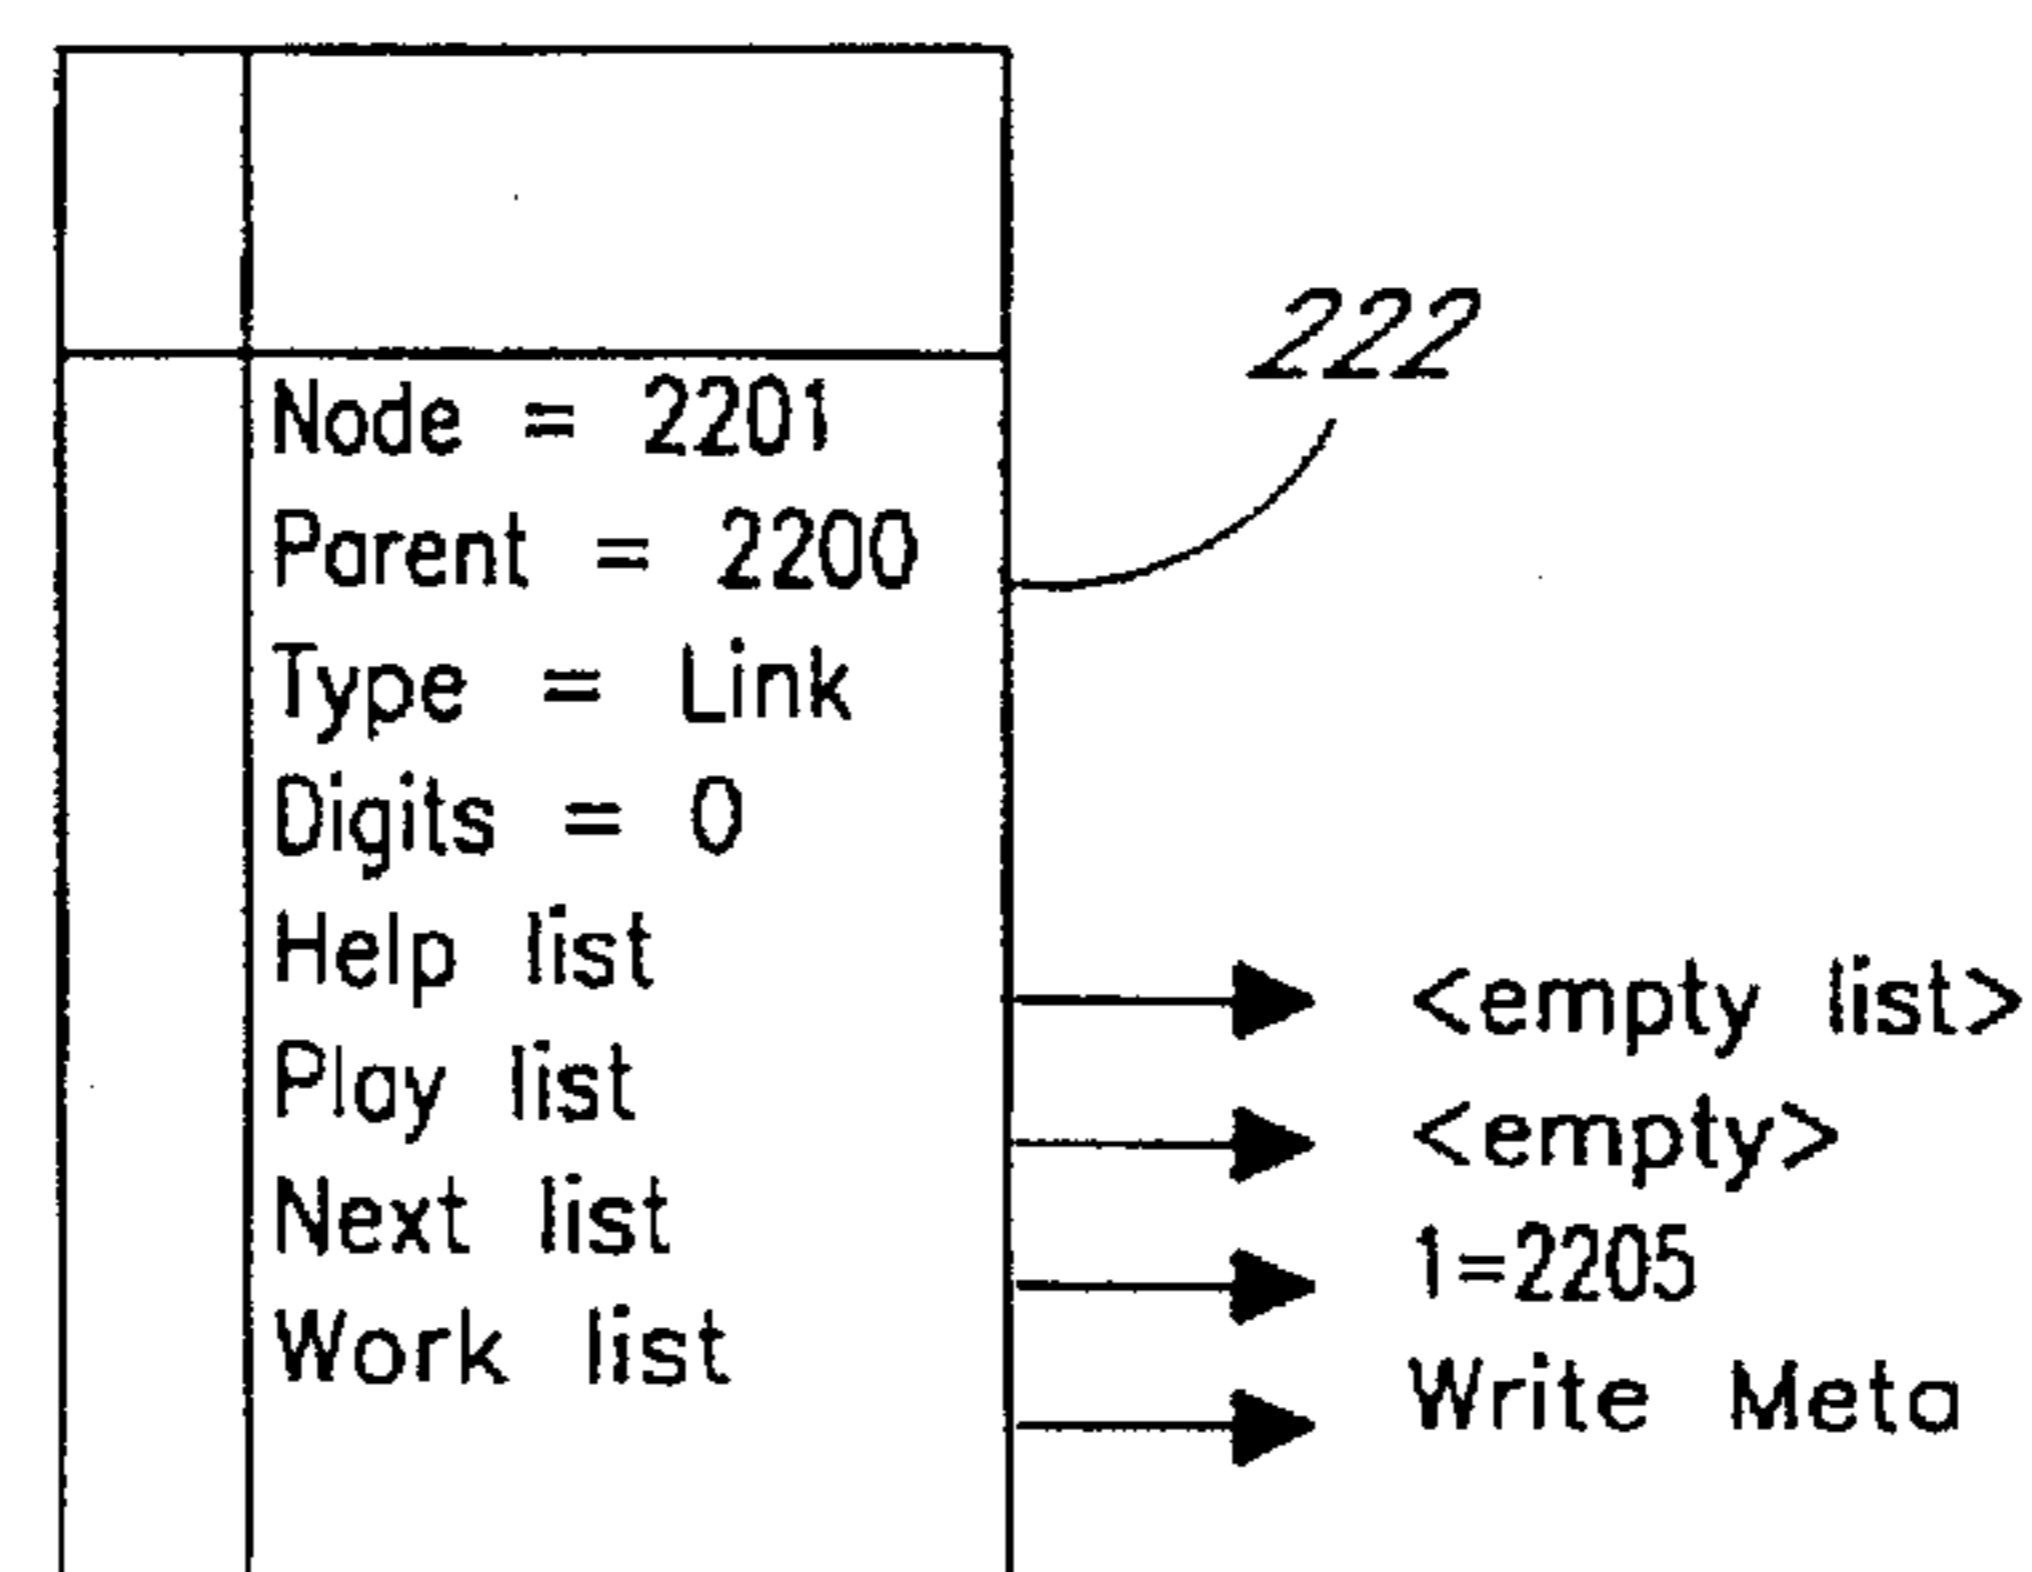 222
Node = 2201
Parent = 2200
Type = Link
Digits = 0
Help list
<empty list>
Play list
<empty>
Next list
1=2205
Work list
Write Meta